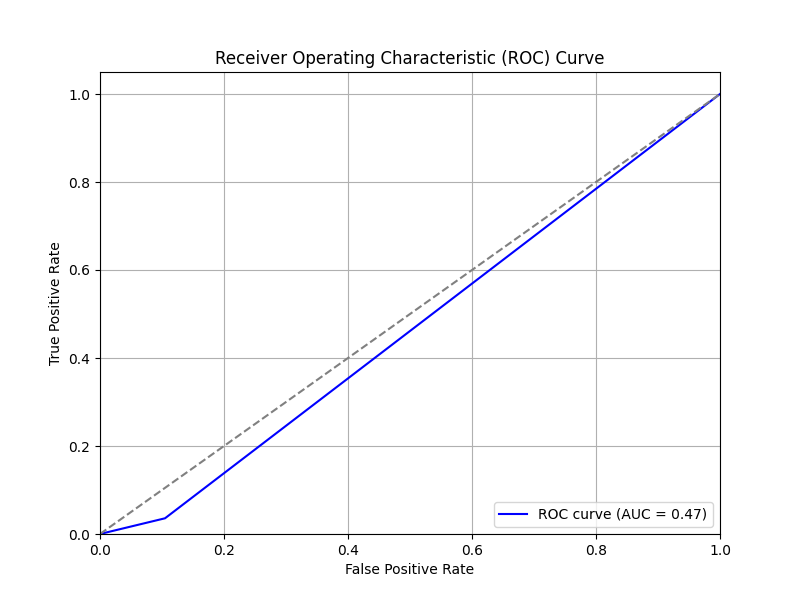 Receiver Operating Characteristic (ROC) Curve
1.0
0.8
0.6
0.4
0.2
0.0
True Positive Rate
ROC curve (AUC = 0.47)
0.0 0.2 0.4 0.6 0.8 1.0
False Positive Rate